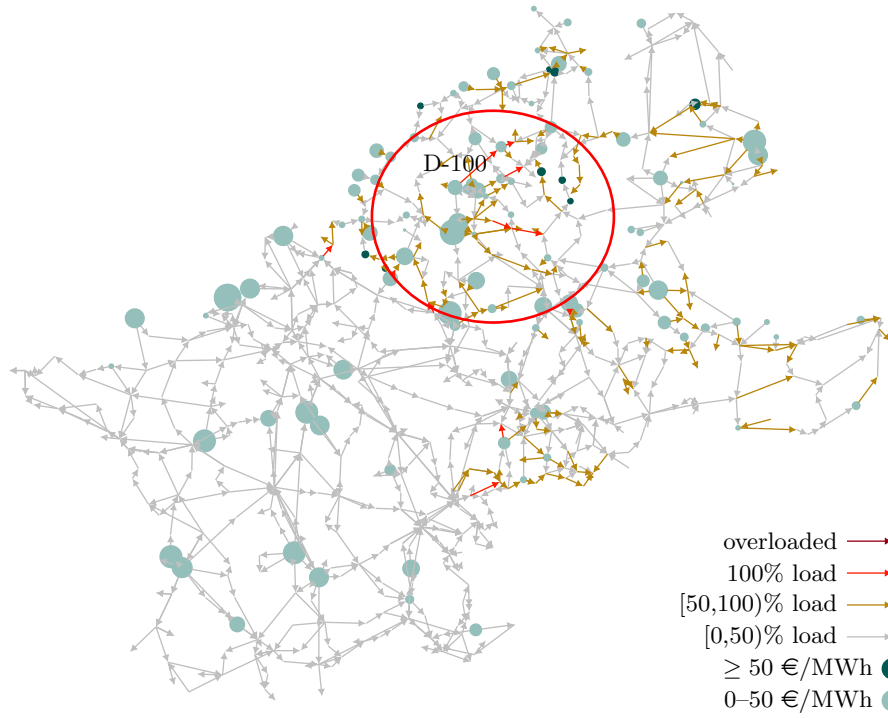 D-100
overloaded
100% load
[50,100)% load
[0,50)% load
≥ 50 €/MWh
0–50 €/MWh